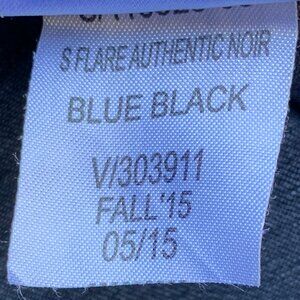 S FLARE AUTHENTIC NOIR
BLUE BLACK
V/303911
FALL'15
05/15